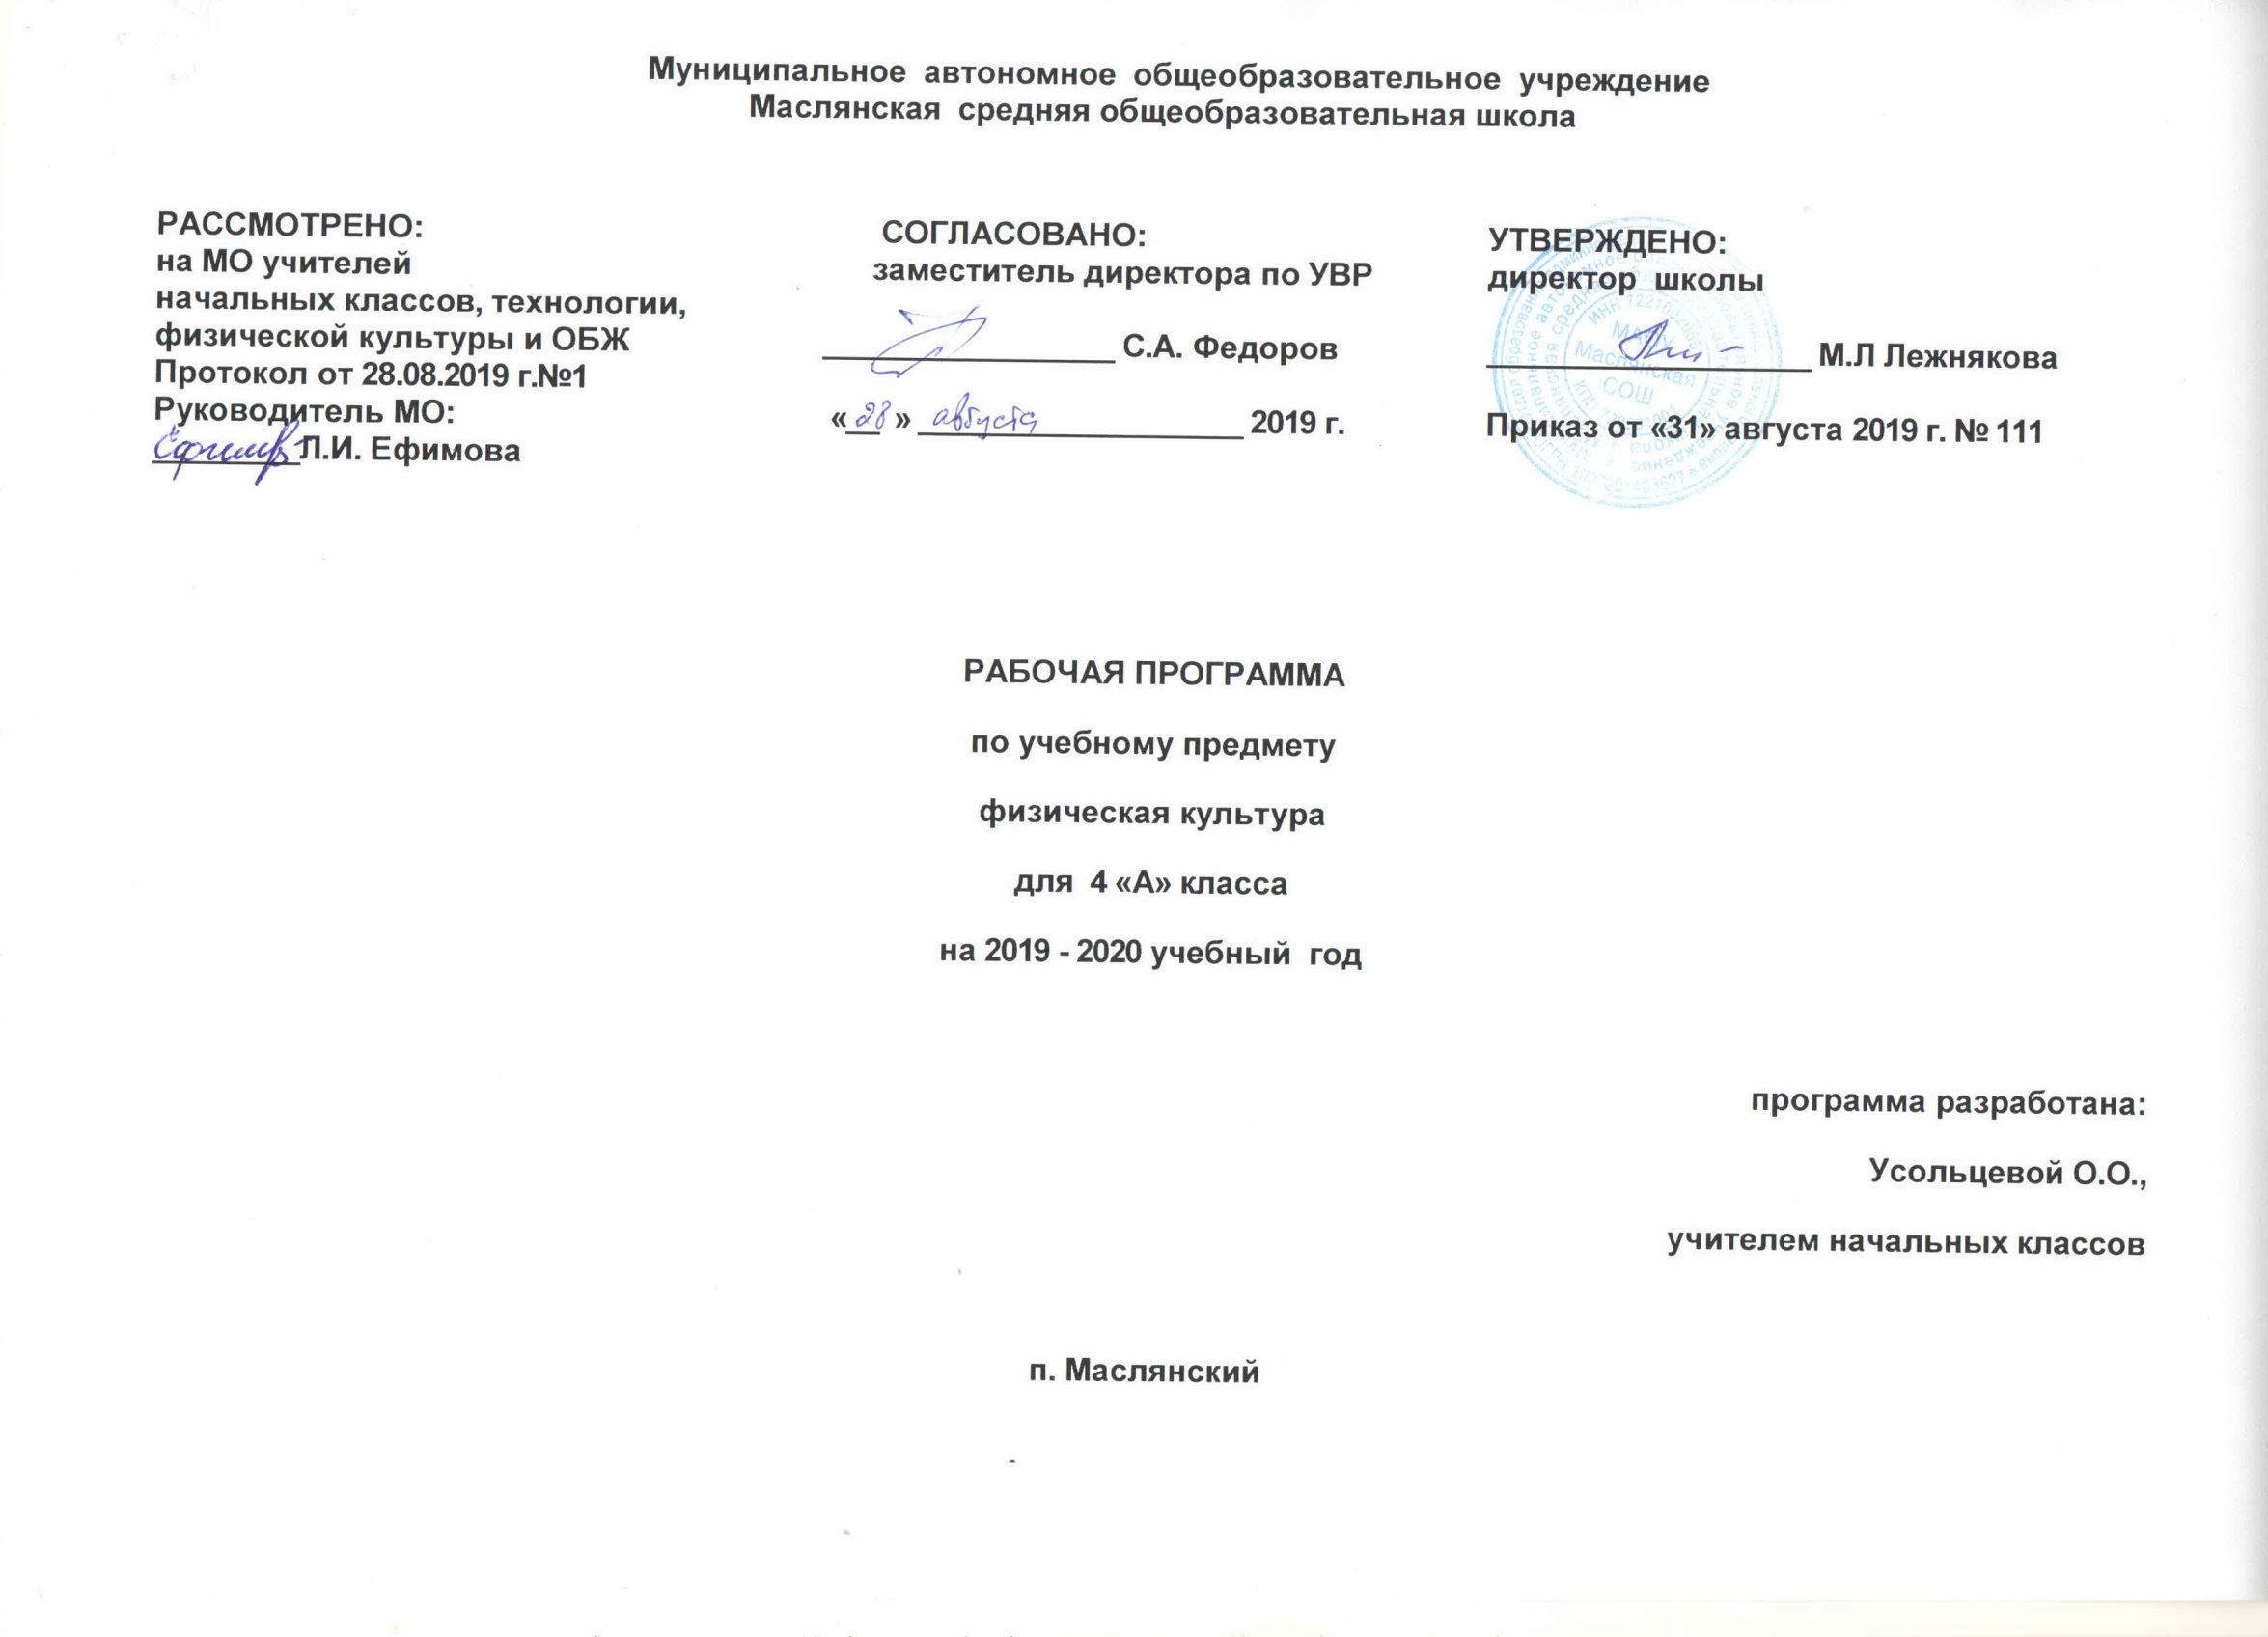 Муниципальное автономное общеобразовательное учреждение
Маслянская средняя общеобразовательная школа
РАССМОТРЕНО:
на МО учителей
начальных классов, технологии,
физической культуры и ОБЖ
Протокол от 28.08.2019 г.№1
Руководитель МО:
Л.И. Ефимова
СОГЛАСОВАНО:
заместитель директора по УВР
С.А. Федоров
«28» августа 2019 г.
УТВЕРЖДЕНО:
директор школы
М.Л Лежнякова
Приказ от «31» августа 2019 г. № 111
МАОУ
Маслянская
СОШ
РАБОЧАЯ ПРОГРАММА
по учебному предмету
физическая культура
для 4 «А» класса
на 2019 - 2020 учебный год
программа разработана:
Усольцевой О.О.,
учителем начальных классов
п. Маслянский